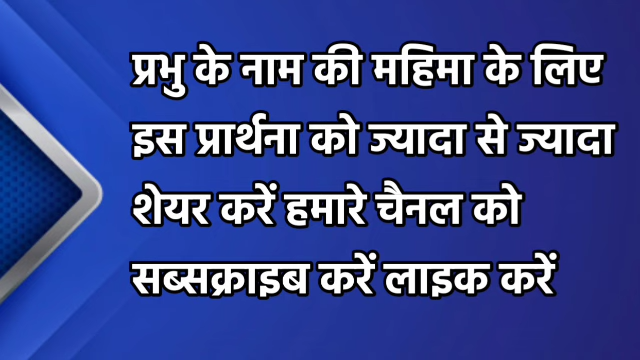 प्रभु के नाम की महिमा के लिए
इस प्रार्थना को ज्यादा से ज्यादा
शेयर करें हमारे चैनल को
सब्सक्राइब करें लाइक करें